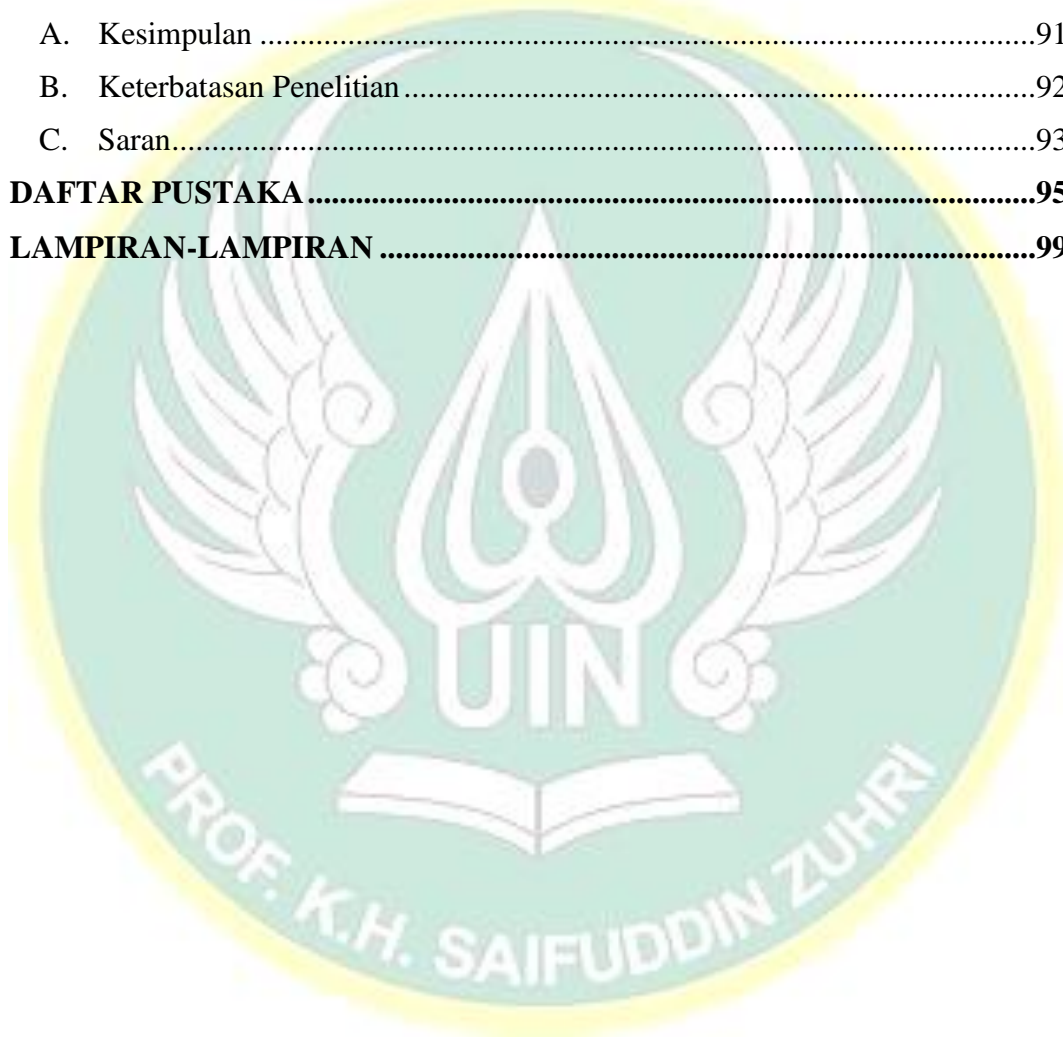 A. Kesimpulan ................................................................................................91
B. Keterbatasan Penelitian ..............................................................................92
C. Saran...........................................................................................................93
DAFTAR PUSTAKA ..........................................................................................95
LAMPIRAN-LAMPIRAN .................................................................................99
UIN
PROF. K.H. SAIFUDDIN ZUHRI